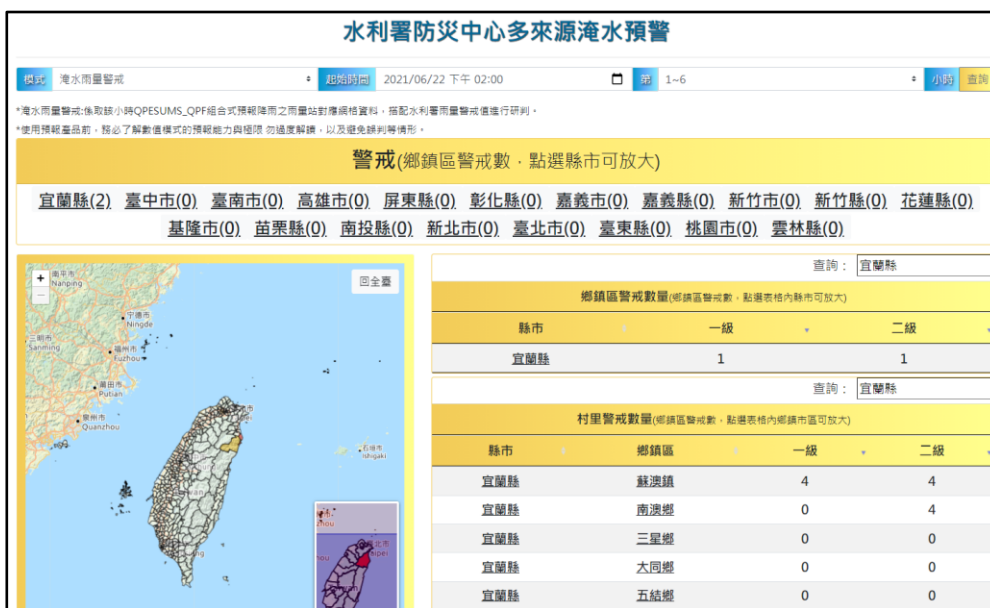 水利署防災中心多來源淹水預警
模式 淹水雨量警戒 起始時間 2021/06/22 下午 02:00 第 1~6 小時 查詢
*淹水雨量警戒:係取該小時QPESUMS_QPF組合式預報降雨之雨量站對應網格資料，搭配水利署雨量警戒值進行研判。
*使用預報產品前，務必了解數值模式的預報能力與極限 勿過度解讀，以及避免誤判等情形。
警戒(鄉鎮區警戒數，點選縣市可放大)
宜蘭縣(2) 臺中市(0) 臺南市(0) 高雄市(0) 屏東縣(0) 彰化縣(0) 嘉義市(0) 嘉義縣(0) 新竹市(0) 新竹縣(0) 花蓮縣(0)
基隆市(0) 苗栗縣(0) 南投縣(0) 新北市(0) 臺北市(0) 臺東縣(0) 桃園市(0) 雲林縣(0)
+
−
回全臺
南平市
Nanping
宁德市
Ningde
三明市
Sanming
福州市
Fuzhou
莆田市
Putian
泉州市
Quanzhou
石垣市
Ishigaki
臺北市
Taipei
查詢： 宜蘭縣
鄉鎮區警戒數量(鄉鎮區警戒數，點選表格內縣市可放大)
縣市 一級 二級
宜蘭縣 1 1
查詢： 宜蘭縣
村里警戒數量(鄉鎮區警戒數，點選表格內鄉鎮市區可放大)
縣市 鄉鎮區 一級 二級
宜蘭縣 蘇澳鎮 4 4
宜蘭縣 南澳鄉 0 4
宜蘭縣 三星鄉 0 0
宜蘭縣 大同鄉 0 0
宜蘭縣 五結鄉 0 0